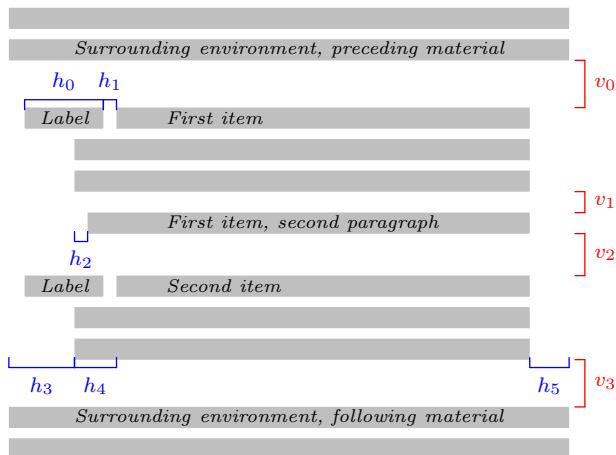 Surrounding environment, preceding material
h₀ h₁ v₀
Label First item
v₁
First item, second paragraph
h₂ v₂
Label Second item
h₃ h₄ h₅ v₃
Surrounding environment, following material